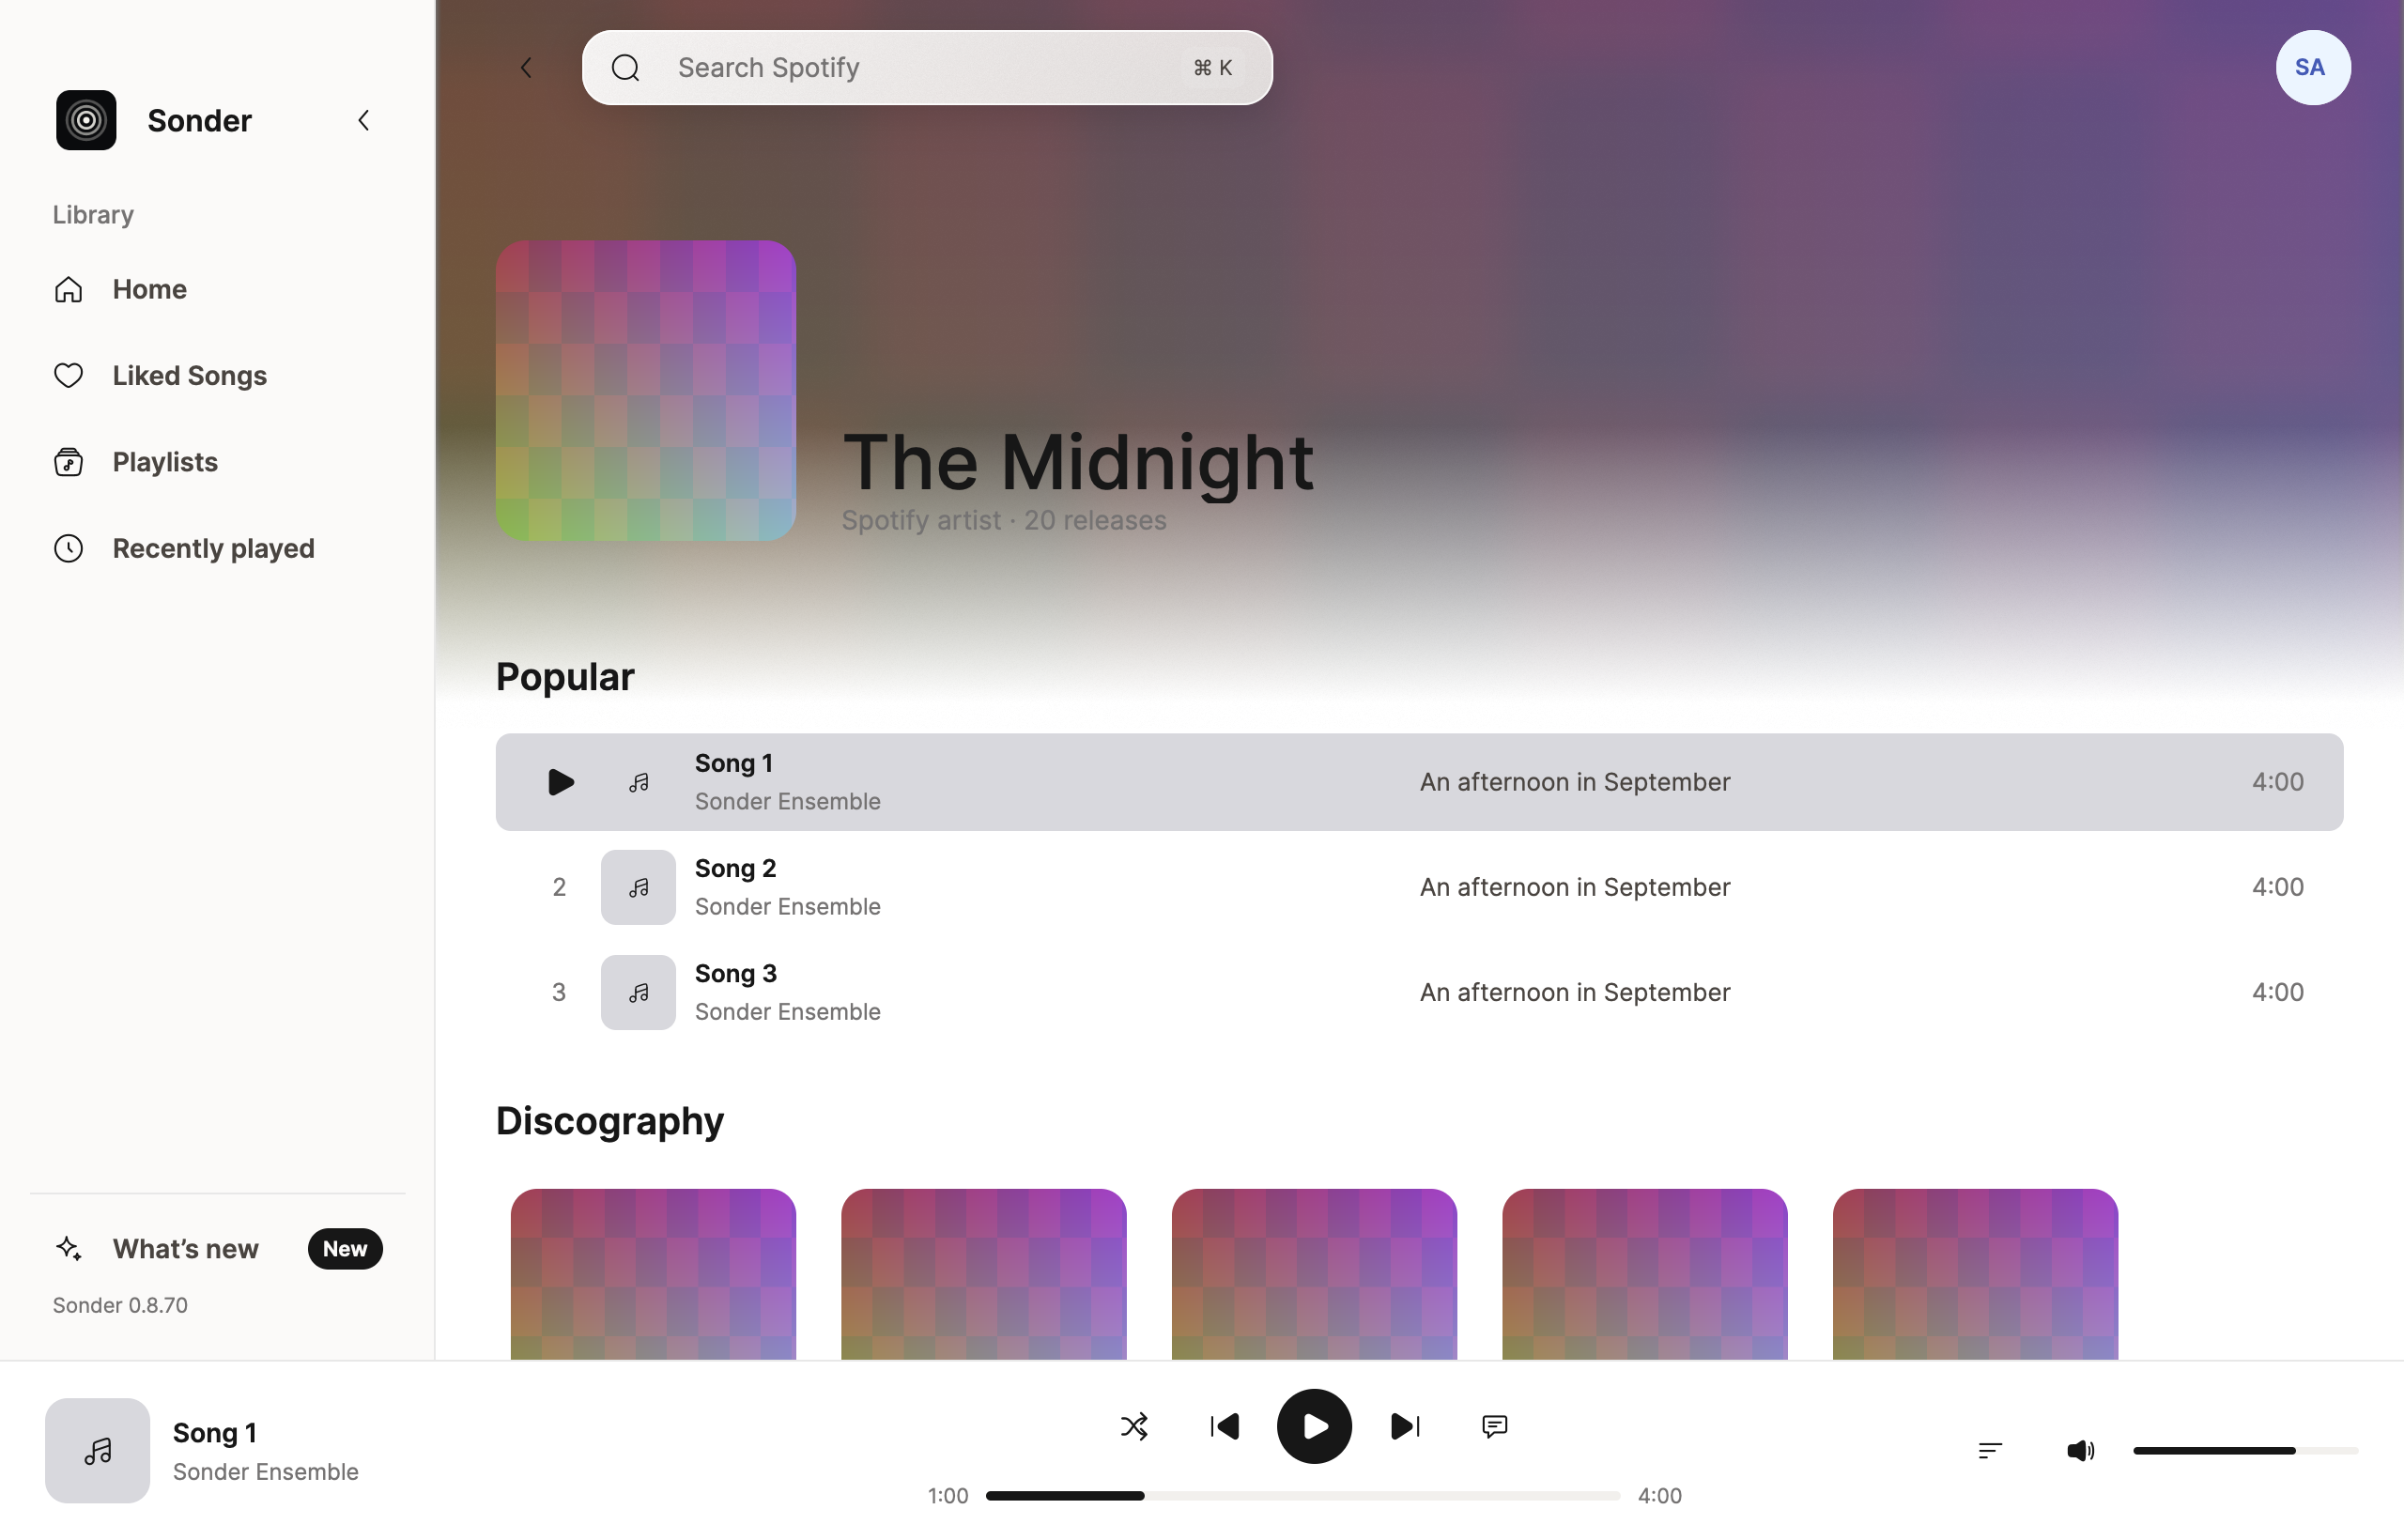 Search Spotify
⌘ K
SA
Sonder
Library
Home
Liked Songs
Playlists
Recently played
The Midnight
Spotify artist · 20 releases
Popular
Song 1
Sonder Ensemble
An afternoon in September
4:00
2
Song 2
Sonder Ensemble
An afternoon in September
4:00
3
Song 3
Sonder Ensemble
An afternoon in September
4:00
Discography
What’s new
New
Sonder 0.8.70
Song 1
Sonder Ensemble
1:00
4:00